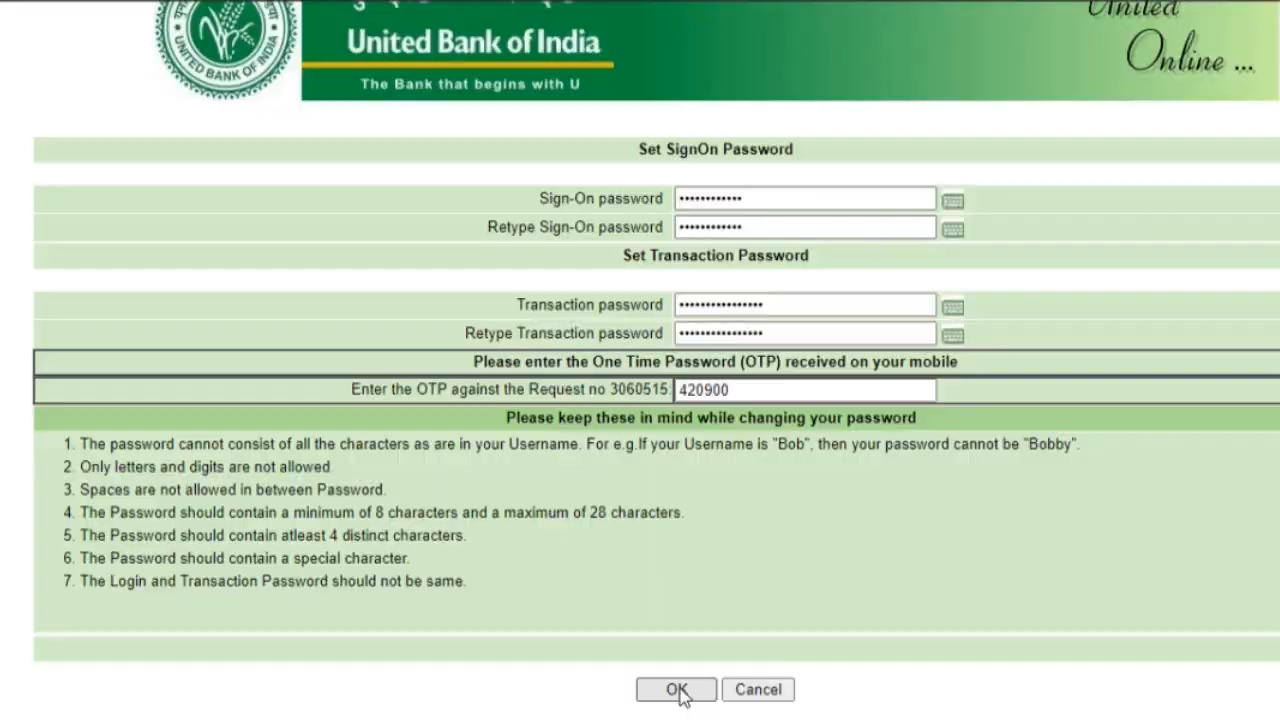 United
United Bank of India
Online ...
UNITED BANK OF INDIA
The Bank that begins with U
Set SignOn Password
Sign-On password ••••••••••••
Retype Sign-On password ••••••••••••
Set Transaction Password
Transaction password ••••••••••••••••
Retype Transaction password ••••••••••••••••
Please enter the One Time Password (OTP) received on your mobile
Enter the OTP against the Request no 3060515: 420900
Please keep these in mind while changing your password
1. The password cannot consist of all the characters as are in your Username. For e.g.If your Username is "Bob", then your password cannot be "Bobby".
2. Only letters and digits are not allowed
3. Spaces are not allowed in between Password.
4. The Password should contain a minimum of 8 characters and a maximum of 28 characters.
5. The Password should contain atleast 4 distinct characters.
6. The Password should contain a special character.
7. The Login and Transaction Password should not be same.
OK Cancel